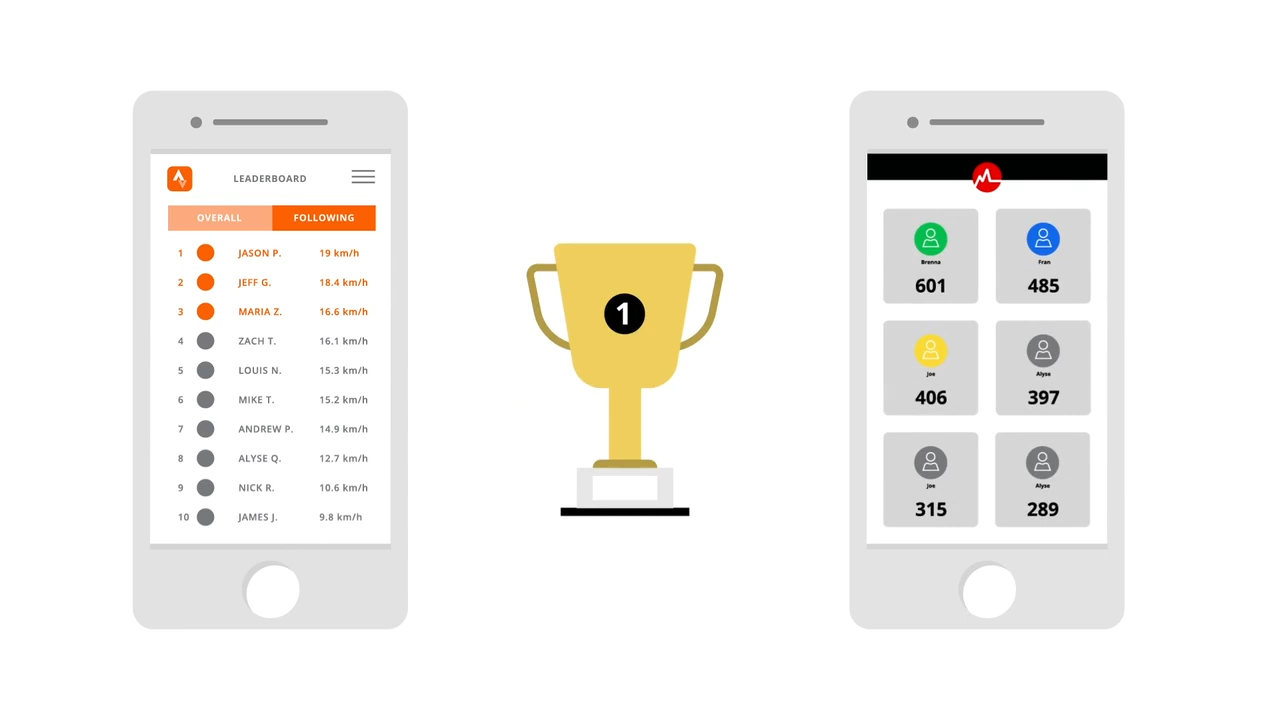 LEADERBOARD
OVERALL FOLLOWING
1 JASON P. 19 km/h
2 JEFF G. 18.4 km/h
3 MARIA Z. 16.6 km/h
4 ZACH T. 16.1 km/h
5 LOUIS N. 15.3 km/h
6 MIKE T. 15.2 km/h
7 ANDREW P. 14.9 km/h
8 ALYSE Q. 12.7 km/h
9 NICK R. 10.6 km/h
10 JAMES J. 9.8 km/h
1
Brenna Fran
601 485
Joe Alyse
406 397
Joe Alyse
315 289